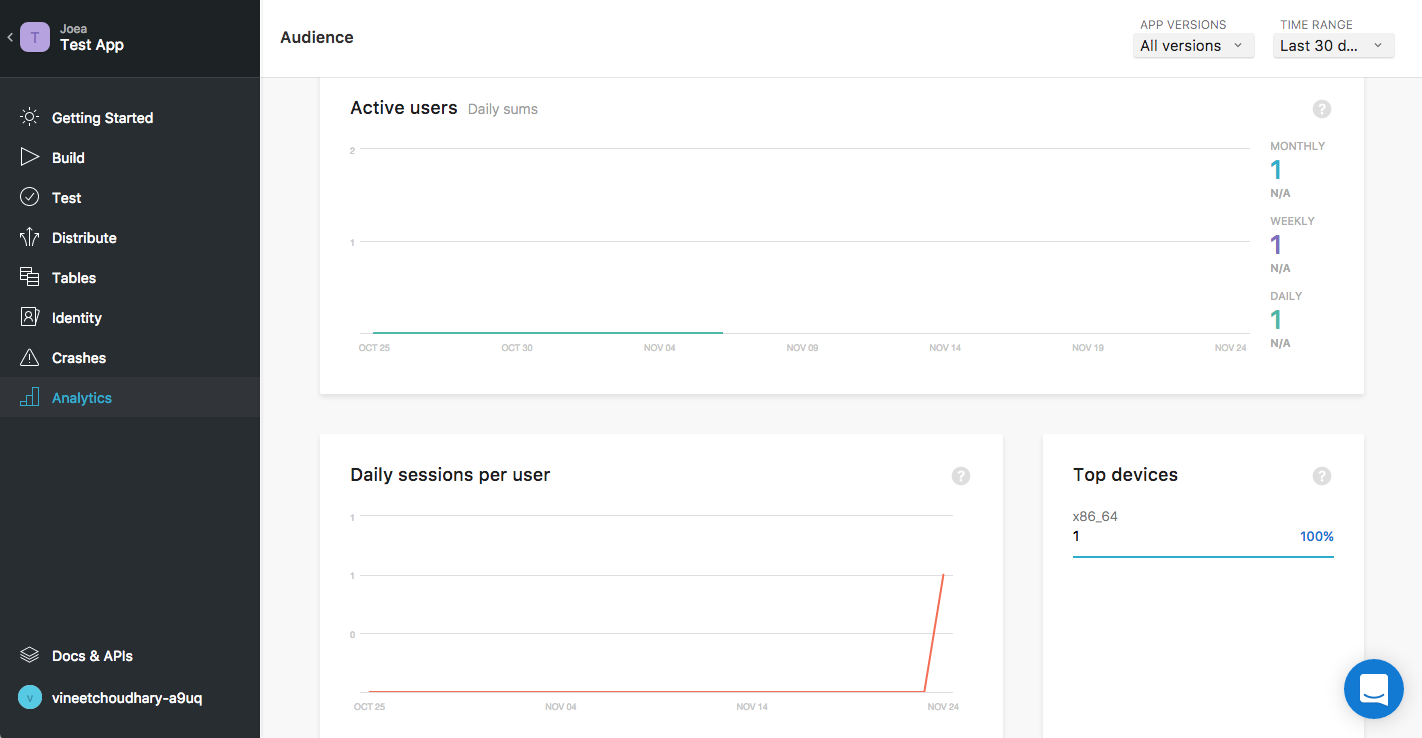 T
Joea
Test App
Getting Started
Build
Test
Distribute
Tables
Identity
Crashes
Analytics
Docs & APIs
v
vineetchoudhary-a9uq
Audience
APP VERSIONS
All versions
TIME RANGE
Last 30 d...
Active users Daily sums
?
2
1
OCT 25 OCT 30 NOV 04 NOV 09 NOV 14 NOV 19 NOV 24
MONTHLY
1
N/A
WEEKLY
1
N/A
DAILY
1
N/A
Daily sessions per user
?
1
1
0
OCT 25 NOV 04 NOV 14 NOV 24
Top devices
?
x86_64
1 100%